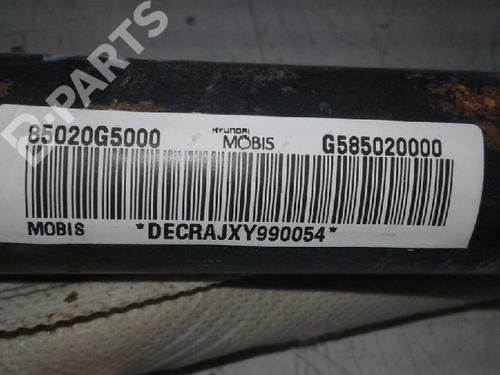 B-PARTS
85020G5000
HYUNDAI
MOBIS
G585020000
MOBIS
*DECRAJXY990054*